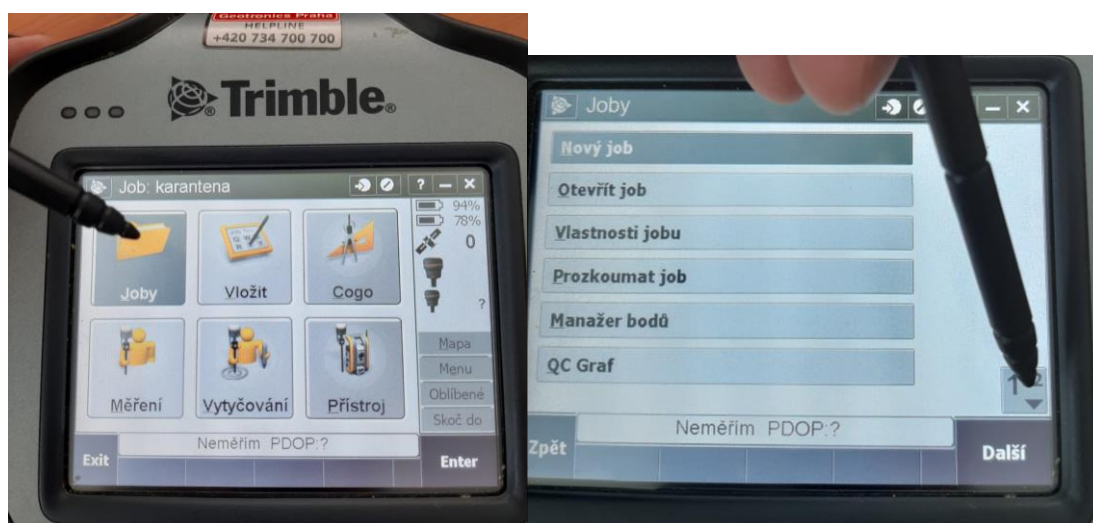 Geotronics Praha
HELPLINE
+420 734 700 700
Trimble®
Job: karantena
? – ×
94%
78%
0
?
Joby
Vložit
Cogo
Měření
Vytyčování
Přístroj
Mapa
Menu
Oblíbené
Skoč do
Neměřím PDOP:?
Exit
Enter
Joby
– ×
Nový job
Otevřít job
Vlastnosti jobu
Prozkoumat job
Manažer bodů
QC Graf
1 2
Neměřím PDOP:?
Zpět
Další